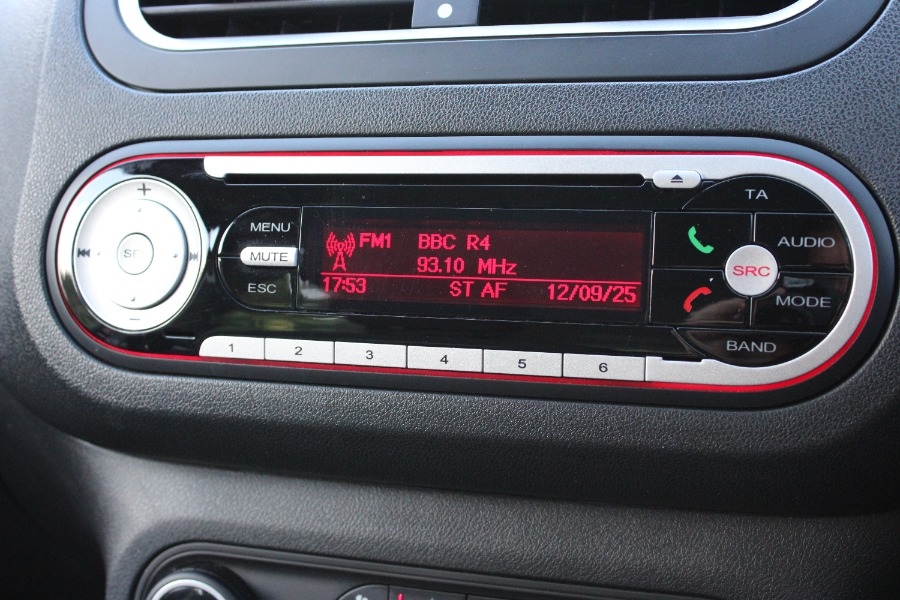 TA
MENU
MUTE
ESC
FM1 BBC R4
93.10 MHz
17:53 ST AF 12/09/25
AUDIO
SRC
MODE
BAND
1 2 3 4 5 6